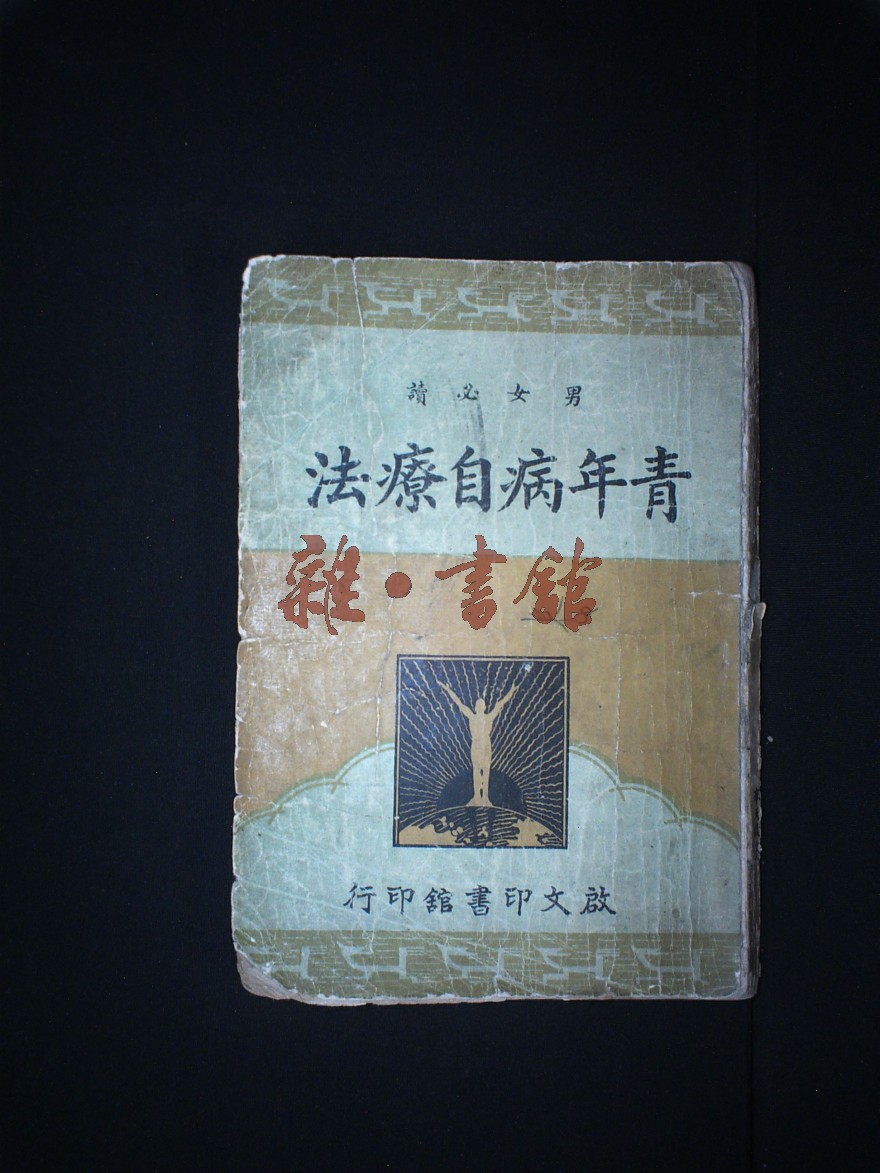 男女必讀
青年病自療法
雜·書館
啟文印書館印行